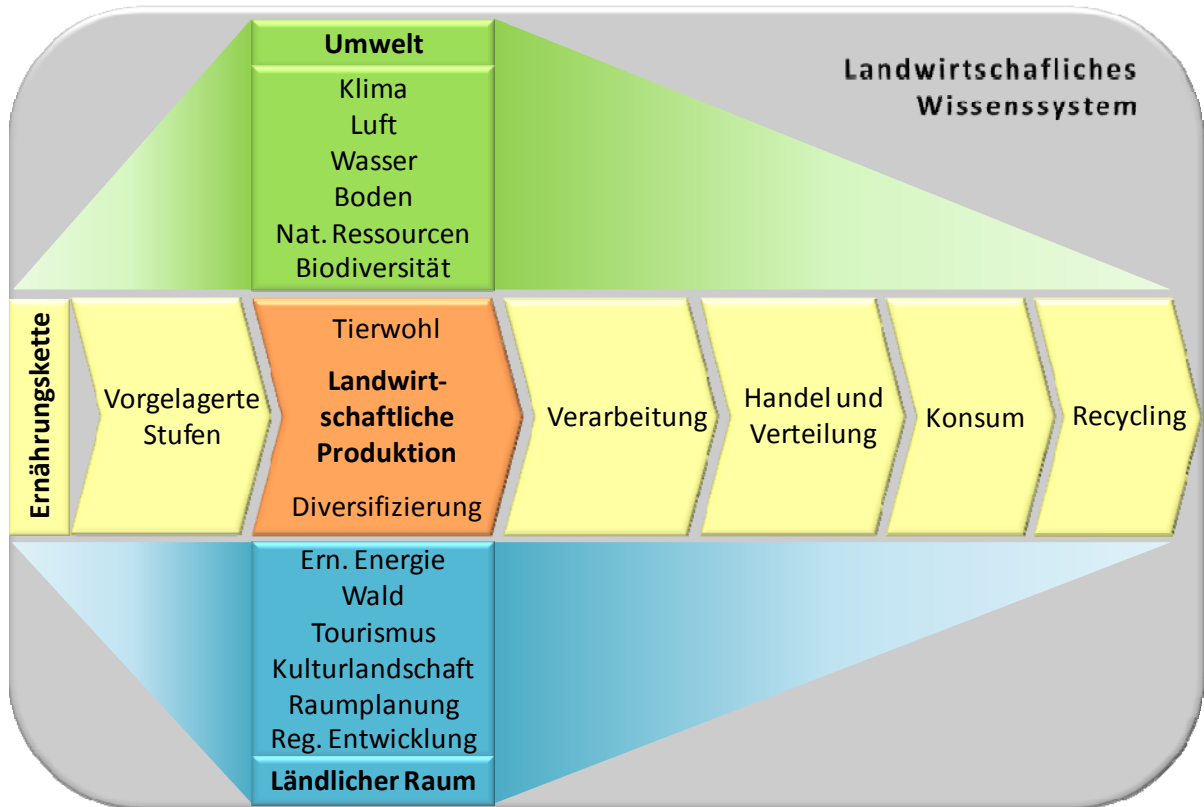 Umwelt
Klima
Luft
Wasser
Boden
Nat. Ressourcen
Biodiversität
Landwirtschafliches
Wissenssystem
Ernährungskette
Vorgelagerte
Stufen
Tierwohl
Landwirt-
schaftliche
Produktion
Diversifizierung
Verarbeitung
Handel und
Verteilung
Konsum
Recycling
Ern. Energie
Wald
Tourismus
Kulturlandschaft
Raumplanung
Reg. Entwicklung
Ländlicher Raum